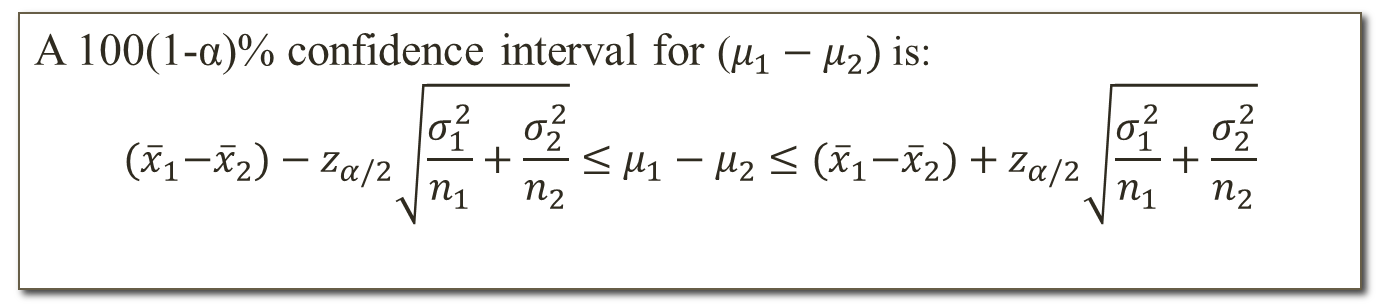 A 100(1-α)% confidence interval for (𝜇₁ − 𝜇₂) is:
(x̄₁−x̄₂) − z_{α/2} √(σ₁²/n₁ + σ₂²/n₂) ≤ 𝜇₁ − 𝜇₂ ≤ (x̄₁−x̄₂) + z_{α/2} √(σ₁²/n₁ + σ₂²/n₂)